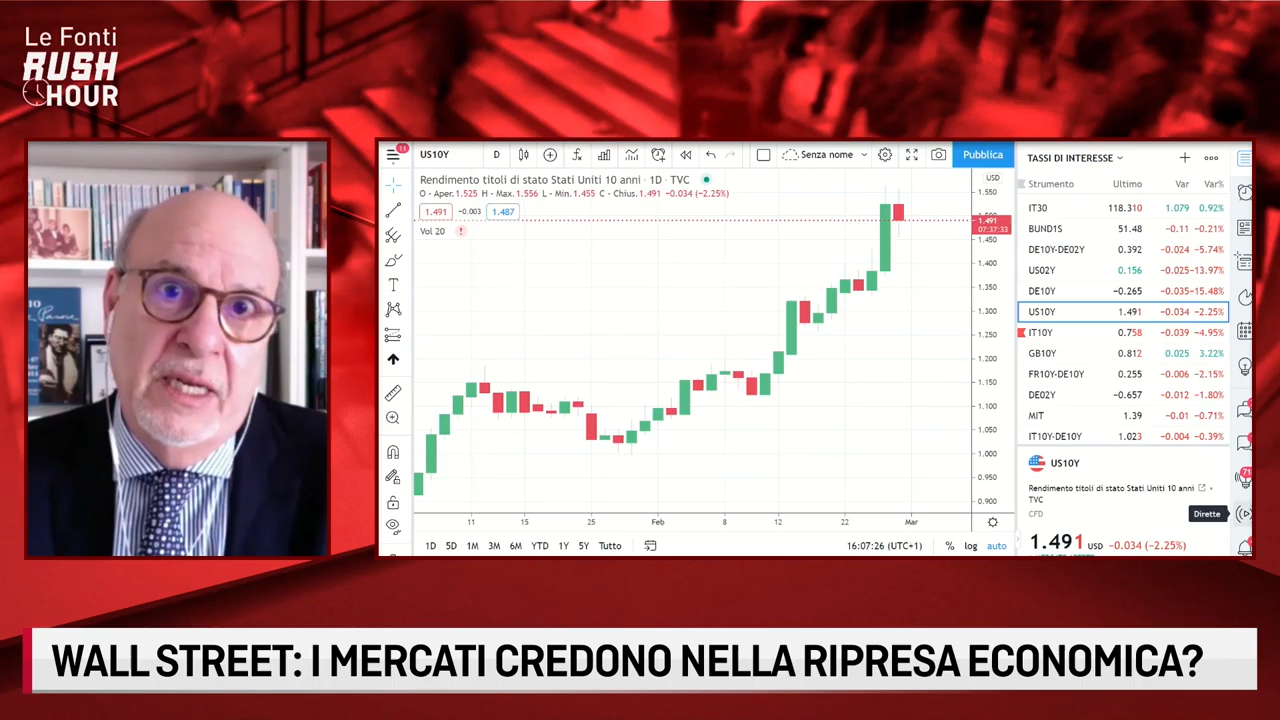 Le Fonti
RUSH
HOUR
11
US10Y
D
Senza nome
Pubblica
Rendimento titoli di stato Stati Uniti 10 anni · 1D · TVC
O - Aper. 1.525 H - Max. 1.556 L - Min. 1.455 C - Chius. 1.491 −0.034 (−2.25%)
1.491
−0.003
1.487
Vol 20
USD
1.550
1.491
07:37:33
1.450
1.400
1.350
1.300
1.250
1.200
1.150
1.100
1.050
1.000
0.950
0.900
11
15
25
Feb
8
12
22
Mar
1D 5D 1M 3M 6M YTD 1Y 5Y Tutto
16:07:26 (UTC+1)
% log auto
TASSI DI INTERESSE
Strumento Ultimo Var Var%
IT30 118.310 1.079 0.92%
BUND1S 51.48 −0.11 −0.21%
DE10Y-DE02Y 0.392 −0.024 −5.74%
US02Y 0.156 −0.025 −13.97%
DE10Y −0.265 −0.035 −15.48%
US10Y 1.491 −0.034 −2.25%
IT10Y 0.758 −0.039 −4.95%
GB10Y 0.812 0.025 3.22%
FR10Y-DE10Y 0.255 −0.006 −2.15%
DE02Y −0.657 −0.012 −1.80%
MIT 1.39 −0.01 −0.71%
IT10Y-DE10Y 1.023 −0.004 −0.39%
US10Y
Rendimento titoli di stato Stati Uniti 10 anni
TVC
CFD
Dirette
71
1.491 USD −0.034 (−2.25%)
WALL STREET: I MERCATI CREDONO NELLA RIPRESA ECONOMICA?